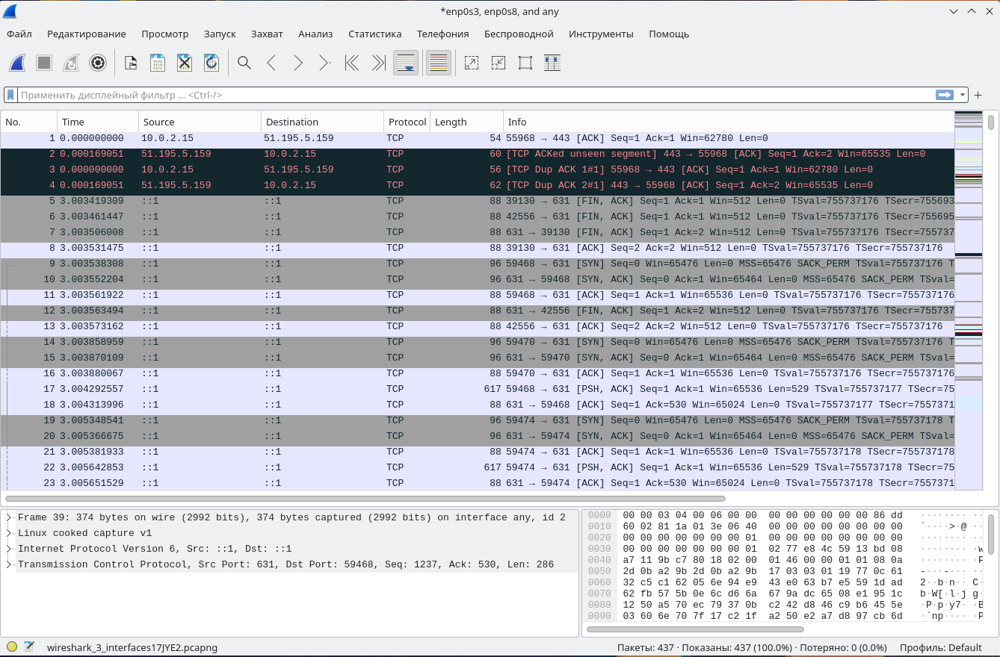 *enp0s3, enp0s8, and any
Файл Редактирование Просмотр Запуск Захват Анализ Статистика Телефония Беспроводной Инструменты Помощь
Применить дисплейный фильтр ... <Ctrl-/>
No. Time Source Destination Protocol Length Info
1 0.000000000 10.0.2.15 51.195.5.159 TCP 54 55968 → 443 [ACK] Seq=1 Ack=1 Win=62780 Len=0
2 0.000169051 51.195.5.159 10.0.2.15 TCP 60 [TCP ACKed unseen segment] 443 → 55968 [ACK] Seq=1 Ack=2 Win=65535 Len=0
3 0.000000000 10.0.2.15 51.195.5.159 TCP 56 [TCP Dup ACK 1#1] 55968 → 443 [ACK] Seq=1 Ack=1 Win=62780 Len=0
4 0.000169051 51.195.5.159 10.0.2.15 TCP 62 [TCP Dup ACK 2#1] 443 → 55968 [ACK] Seq=1 Ack=2 Win=65535 Len=0
5 3.003419309 ::1 ::1 TCP 88 39130 → 631 [FIN, ACK] Seq=1 Ack=1 Win=512 Len=0 TSval=755737176 TSecr=755693
6 3.003461447 ::1 ::1 TCP 88 42556 → 631 [FIN, ACK] Seq=1 Ack=1 Win=512 Len=0 TSval=755737176 TSecr=755695
7 3.003506008 ::1 ::1 TCP 88 631 → 39130 [FIN, ACK] Seq=1 Ack=2 Win=512 Len=0 TSval=755737176 TSecr=755737
8 3.003531475 ::1 ::1 TCP 88 39130 → 631 [ACK] Seq=2 Ack=2 Win=512 Len=0 TSval=755737176 TSecr=755737176
9 3.003538308 ::1 ::1 TCP 96 59468 → 631 [SYN] Seq=0 Win=65476 Len=0 MSS=65476 SACK_PERM TSval=755737176 T
10 3.003552204 ::1 ::1 TCP 96 631 → 59468 [SYN, ACK] Seq=0 Ack=1 Win=65464 Len=0 MSS=65476 SACK_PERM TSval=
11 3.003561922 ::1 ::1 TCP 88 59468 → 631 [ACK] Seq=1 Ack=1 Win=65536 Len=0 TSval=755737176 TSecr=755737176
12 3.003563494 ::1 ::1 TCP 88 631 → 42556 [FIN, ACK] Seq=1 Ack=2 Win=512 Len=0 TSval=755737176 TSecr=755737
13 3.003573162 ::1 ::1 TCP 88 42556 → 631 [ACK] Seq=2 Ack=2 Win=512 Len=0 TSval=755737176 TSecr=755737176
14 3.003858959 ::1 ::1 TCP 96 59470 → 631 [SYN] Seq=0 Win=65476 Len=0 MSS=65476 SACK_PERM TSval=755737176 T
15 3.003870109 ::1 ::1 TCP 96 631 → 59470 [SYN, ACK] Seq=0 Ack=1 Win=65464 Len=0 MSS=65476 SACK_PERM TSval=
16 3.003880067 ::1 ::1 TCP 88 59470 → 631 [ACK] Seq=1 Ack=1 Win=65536 Len=0 TSval=755737176 TSecr=755737176
17 3.004292557 ::1 ::1 TCP 617 59468 → 631 [PSH, ACK] Seq=1 Ack=1 Win=65536 Len=529 TSval=755737177 TSecr=75
18 3.004313996 ::1 ::1 TCP 88 631 → 59468 [ACK] Seq=1 Ack=530 Win=65024 Len=0 TSval=755737177 TSecr=7557371
19 3.005348541 ::1 ::1 TCP 96 59474 → 631 [SYN] Seq=0 Win=65476 Len=0 MSS=65476 SACK_PERM TSval=755737178 T
20 3.005366675 ::1 ::1 TCP 96 631 → 59474 [SYN, ACK] Seq=0 Ack=1 Win=65464 Len=0 MSS=65476 SACK_PERM TSval=
21 3.005381933 ::1 ::1 TCP 88 59474 → 631 [ACK] Seq=1 Ack=1 Win=65536 Len=0 TSval=755737178 TSecr=755737178
22 3.005642853 ::1 ::1 TCP 617 59474 → 631 [PSH, ACK] Seq=1 Ack=1 Win=65536 Len=529 TSval=755737178 TSecr=75
23 3.005651529 ::1 ::1 TCP 88 631 → 59474 [ACK] Seq=1 Ack=530 Win=65024 Len=0 TSval=755737178 TSecr=7557371
Frame 39: 374 bytes on wire (2992 bits), 374 bytes captured (2992 bits) on interface any, id 2
Linux cooked capture v1
Internet Protocol Version 6, Src: ::1, Dst: ::1
Transmission Control Protocol, Src Port: 631, Dst Port: 59468, Seq: 1237, Ack: 530, Len: 286
0000 00 00 03 04 00 06 00 00 00 00 00 00 00 00 86 dd ········ ··
0010 60 02 81 1a 01 3e 06 40 00 00 00 00 00 00 00 00 `····>·@ ··
0020 00 00 00 00 00 00 00 01 00 00 00 00 00 00 00 00 ········ ··
0030 00 00 00 00 00 00 00 01 02 77 e8 4c 59 13 bd 08 ········ ·w
0040 a7 11 9b c7 80 18 02 00 01 46 00 00 01 01 08 0a ········ ·F
0050 2d 0b a2 9b 2d 0b a2 9b 17 03 03 01 19 77 0c 61 -···-··· ··
0060 32 c5 c1 62 05 6e 94 e9 43 e0 63 b7 e5 59 1d ad 2··b·n·· C·
0070 62 fb 57 5b 0e 6c d6 6a 67 9a dc 65 08 e1 95 1c b·W[·l·j g·
0080 12 50 a5 70 ec 79 37 0b c2 42 d8 46 c9 b6 45 5e ·P·p·y7· ·B
0090 03 60 6e 70 7f 17 c2 1f a2 50 e2 a7 d8 97 cb 6d ·`np···· ·P
wireshark_3_interfaces17JYE2.pcapng Пакеты: 437 · Показаны: 437 (100.0%) · Потеряно: 0 (0.0%) Профиль: Default